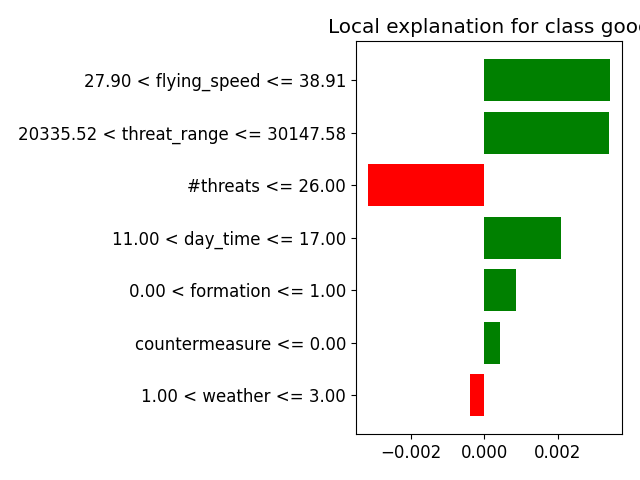 Local explanation for class goo
27.90 < flying_speed <= 38.91
20335.52 < threat_range <= 30147.58
#threats <= 26.00
11.00 < day_time <= 17.00
0.00 < formation <= 1.00
countermeasure <= 0.00
1.00 < weather <= 3.00
−0.002 0.000 0.002